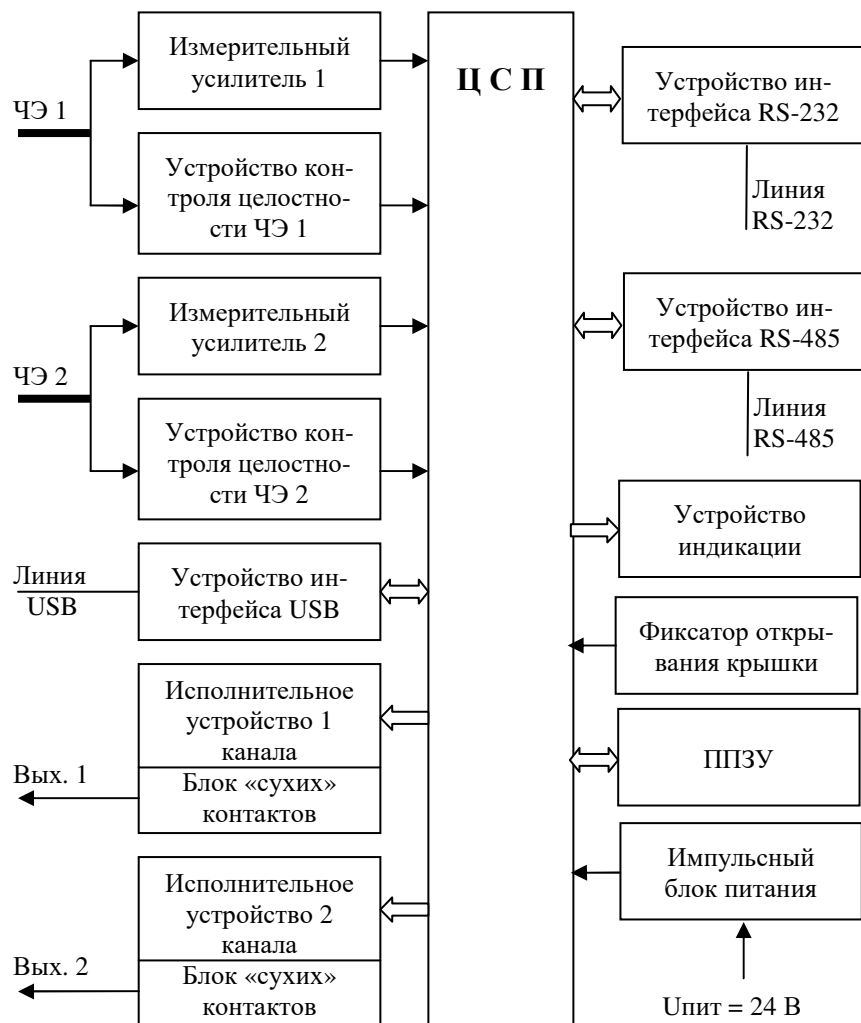 Измерительный
усилитель 1
ЧЭ 1
Устройство кон-
троля целостно-
сти ЧЭ 1
Измерительный
усилитель 2
ЧЭ 2
Устройство кон-
троля целостно-
сти ЧЭ 2
Линия
USB
Устройство ин-
терфейса USB
Исполнительное
устройство 1
канала
Вых. 1
Блок «сухих»
контактов
Исполнительное
устройство 2
канала
Вых. 2
Блок «сухих»
контактов
Ц С П
Устройство ин-
терфейса RS-232
Линия
RS-232
Устройство ин-
терфейса RS-485
Линия
RS-485
Устройство
индикации
Фиксатор откры-
вания крышки
ППЗУ
Импульсный
блок питания
Uпит = 24 В